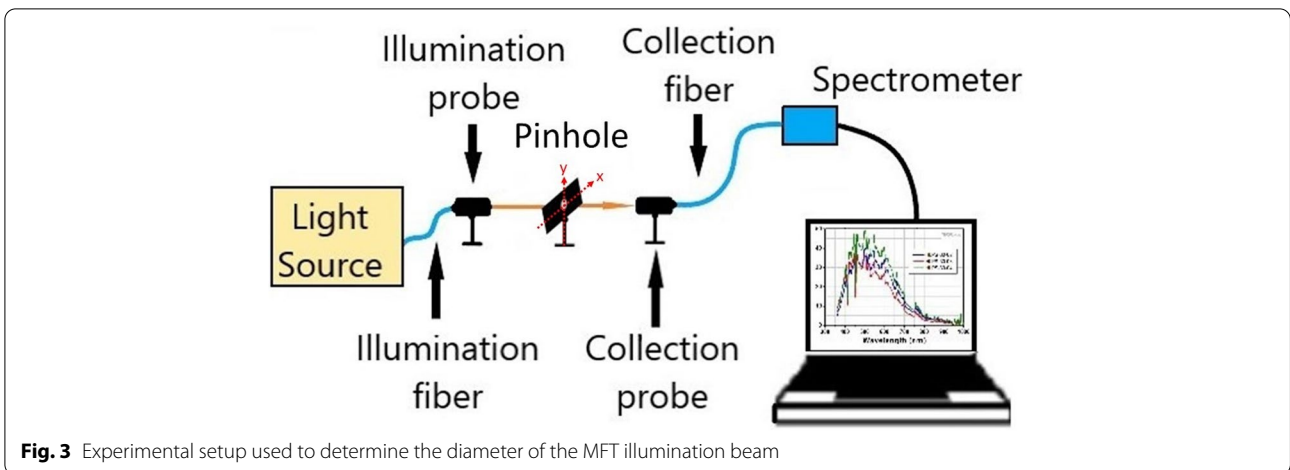 Illumination
probe
Collection
fiber
Spectrometer
Pinhole
y
x
Light
Source
Wavelength (nm)
Illumination
fiber
Collection
probe
Fig. 3 Experimental setup used to determine the diameter of the MFT illumination beam